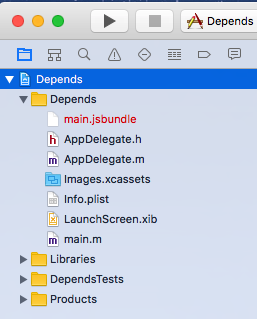 Depends
Depends
Depends
main.jsbundle
AppDelegate.h
AppDelegate.m
Images.xcassets
Info.plist
LaunchScreen.xib
main.m
Libraries
DependsTests
Products